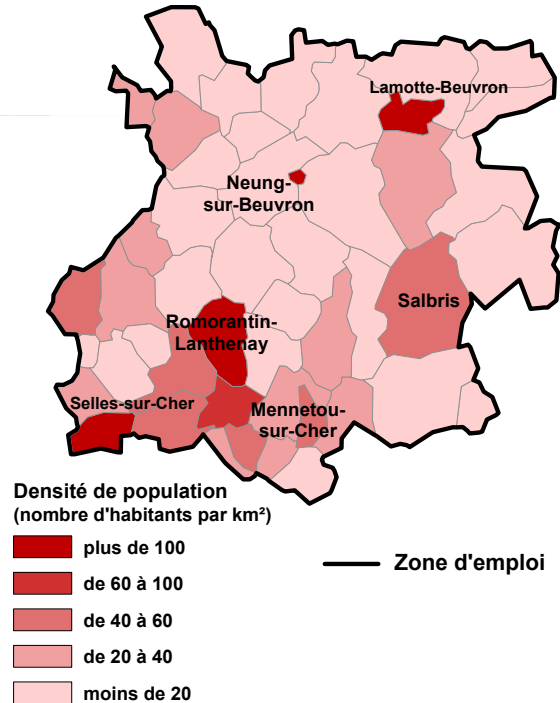 Lamotte-Beuvron
Neung-
sur-Beuvron
Salbris
Romorantin-
Lanthenay
Selles-sur-Cher
Mennetou-
sur-Cher
Densité de population
(nombre d'habitants par km²)
plus de 100
de 60 à 100
de 40 à 60
de 20 à 40
moins de 20
Zone d'emploi